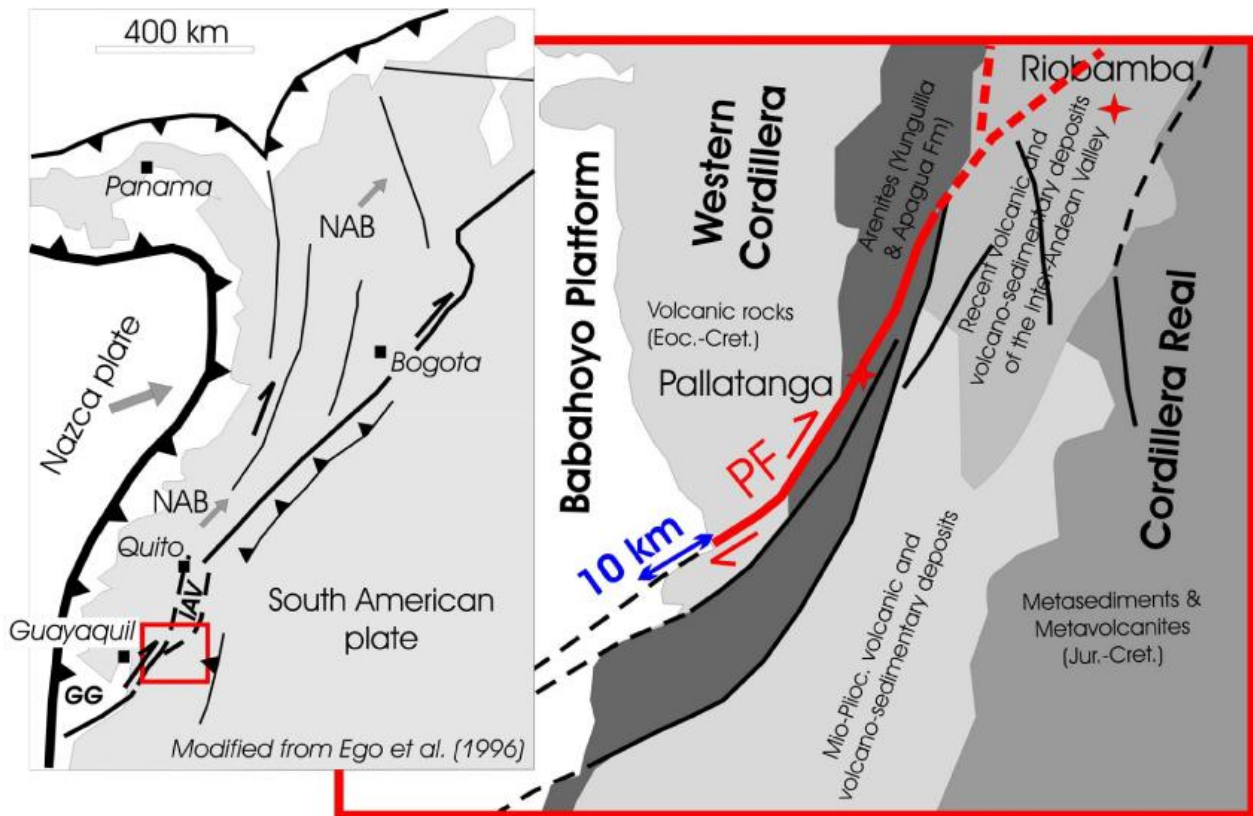 400 km
Panama
NAB
Nazca plate
Bogota
NAB
Quito
IAV
Guayaquil
GG
South American
plate
Modified from Ego et al. (1996)
Babahoyo Platform
Western
Cordillera
Volcanic rocks
(Eoc.-Cret.)
Arenites (Yunguilla
& Apagua Fm)
Riobamba
Recent volcanic and
volcano-sedimentary deposits
of the Inter-Andean Valley
Pallatanga
PF
10 km
Cordillera Real
Mio-Plioc. volcanic and
volcano-sedimentary deposits
Metasediments &
Metavolcanites
(Jur.-Cret.)